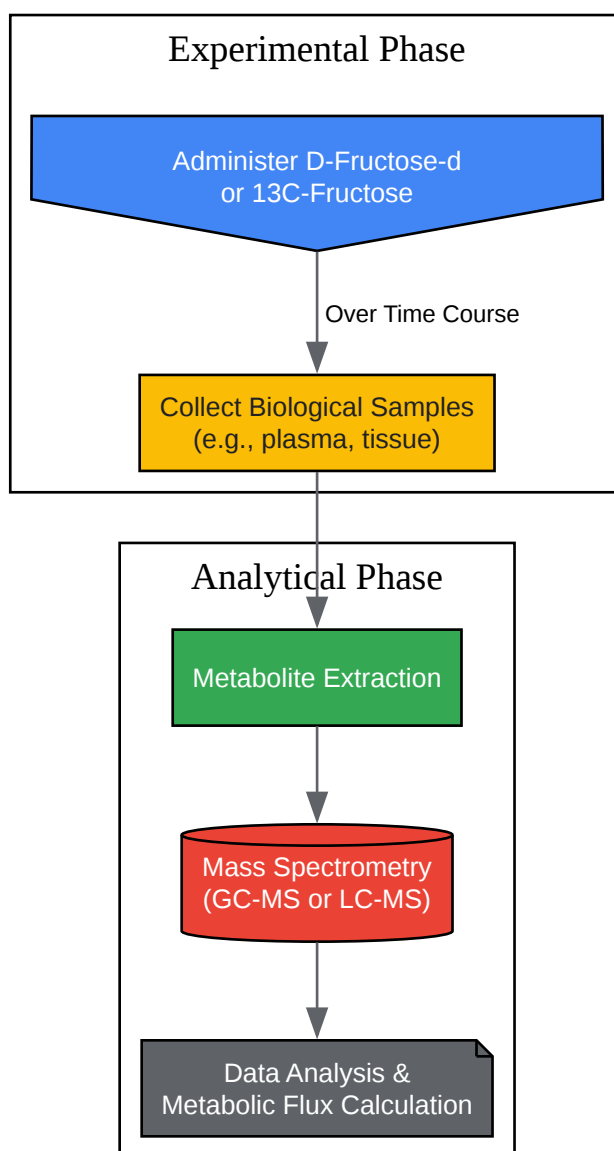 Experimental Phase
Administer D-Fructose-d
or 13C-Fructose
Over Time Course
Collect Biological Samples
(e.g., plasma, tissue)
Analytical Phase
Metabolite Extraction
Mass Spectrometry
(GC-MS or LC-MS)
Data Analysis &
Metabolic Flux Calculation